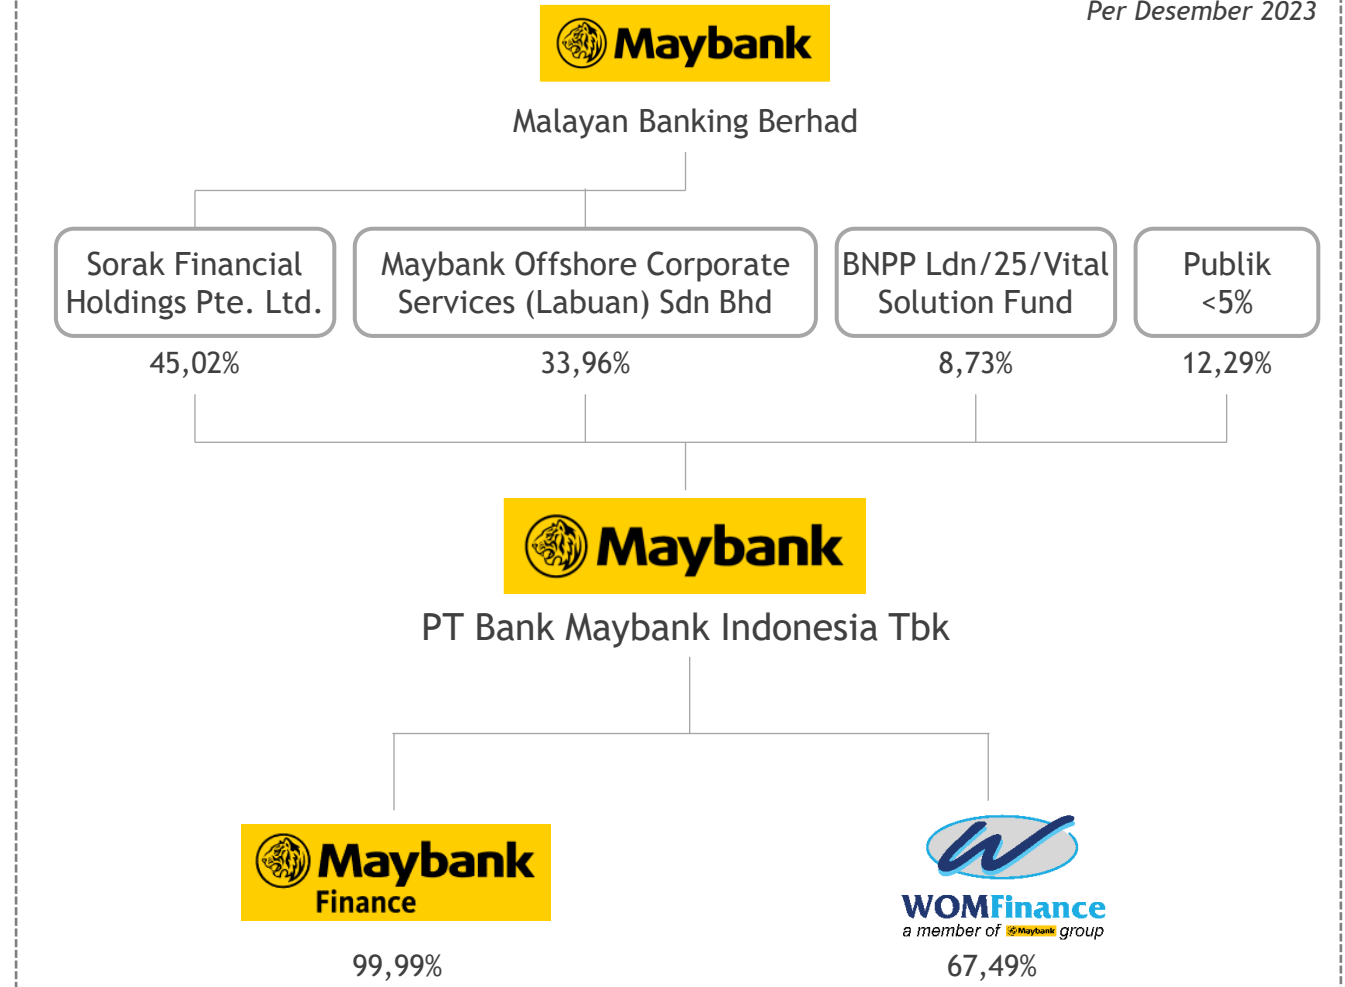 Per Desember 2023
Maybank
Malayan Banking Berhad
Sorak Financial
Holdings Pte. Ltd.
Maybank Offshore Corporate
Services (Labuan) Sdn Bhd
BNPP Ldn/25/Vital
Solution Fund
Publik
<5%
45,02%
33,96%
8,73%
12,29%
Maybank
PT Bank Maybank Indonesia Tbk
Maybank
Finance
W
WOMFinance
a member of Maybank group
99,99%
67,49%